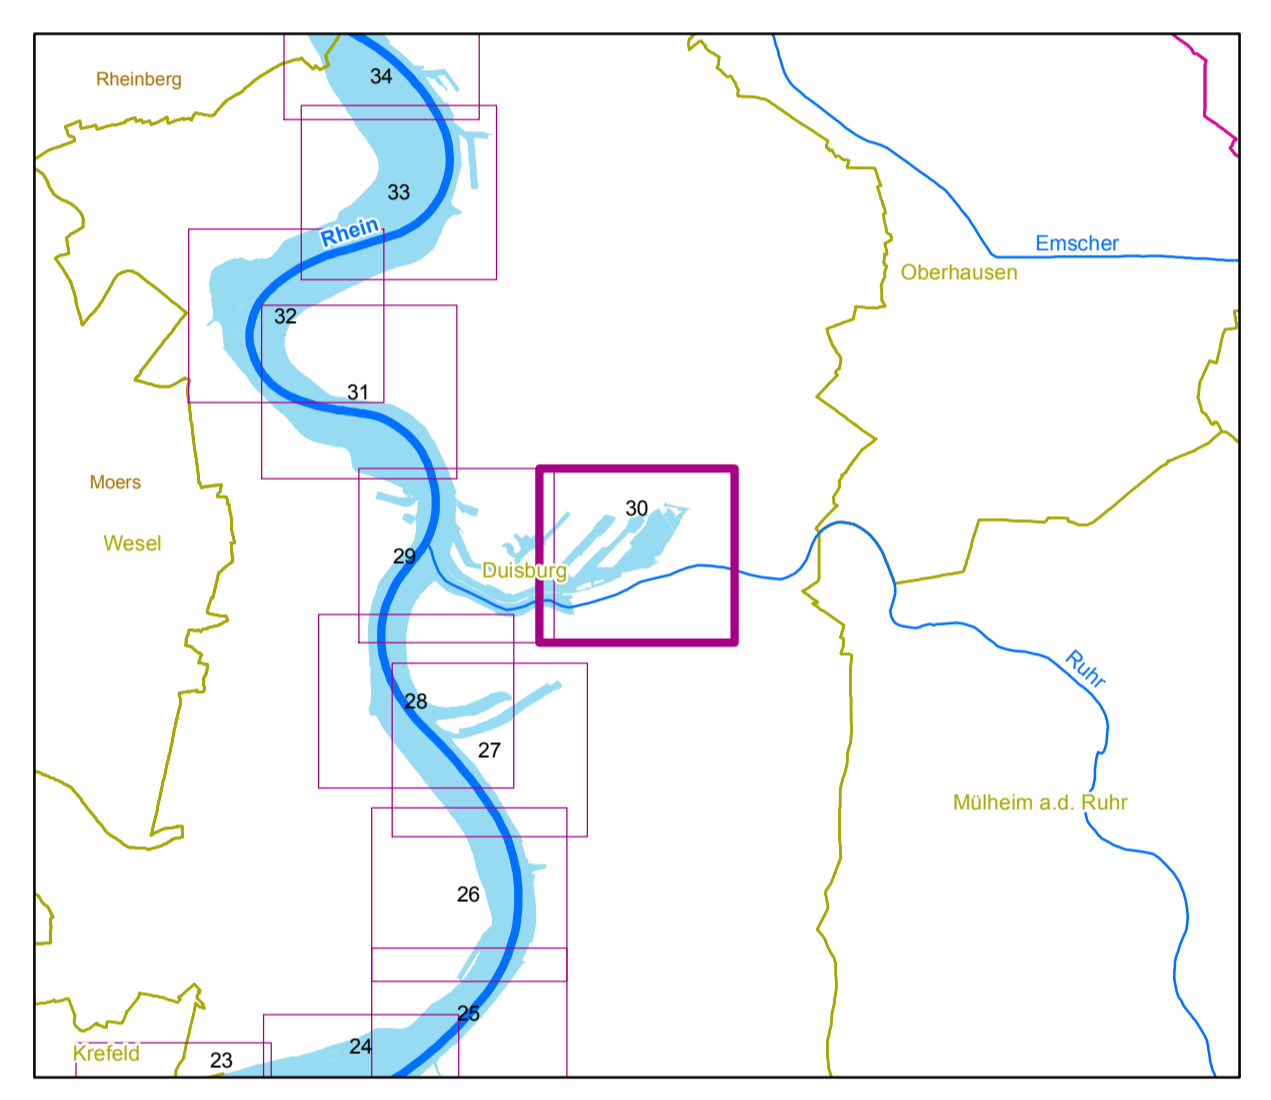 34
Rheinberg
33
Rhein
Emscher
Oberhausen
32
31
Moers
30
Wesel
29
Duisburg
Ruhr
28
27
Mülheim a.d. Ruhr
26
25
24
Krefeld
23